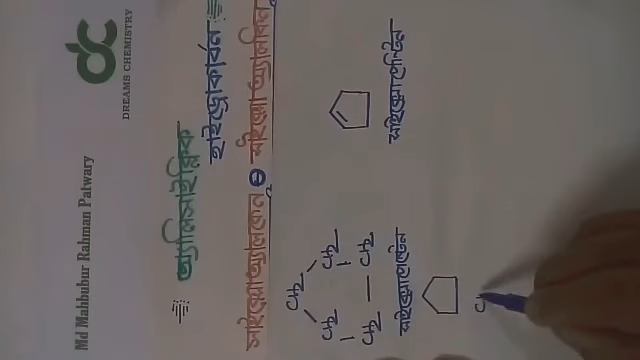 Md Mahbubur Rahman Patwary
DC
DREAMS CHEMISTRY
অ্যালিসাইক্লিক
হাইড্রোকার্বন
সাইক্লোঅ্যালকেন ও সাইক্লো অ্যালকিন
CH2
CH2 CH2
CH2 — CH2
সাইক্লোপেন্টেন
সাইক্লোপেন্টিন
C